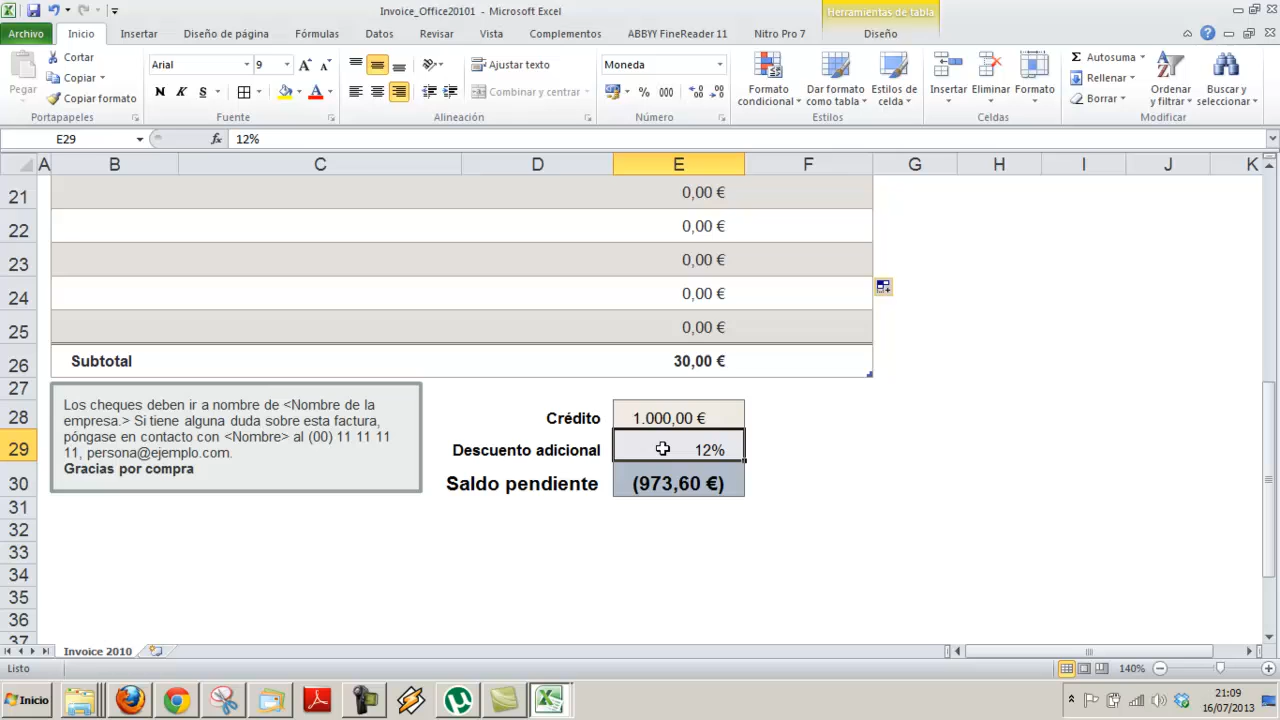 Invoice_Office20101 - Microsoft Excel
Herramientas de tabla
Archivo Inicio Insertar Diseño de página Fórmulas Datos Revisar Vista Complementos ABBYY FineReader 11 Nitro Pro 7 Diseño
Pegar
Cortar
Copiar
Copiar formato
Portapapeles
Arial 9
N K S
A A
Fuente
Ajustar texto
Combinar y centrar
Alineación
Moneda
% 000
Número
Formato condicional
Dar formato como tabla
Estilos de celda
Estilos
Insertar Eliminar Formato
Celdas
Σ Autosuma
Rellenar
Borrar
Ordenar y filtrar
Buscar y seleccionar
Modificar
E29 fx 12%
A B C D E F G H I J K
21 0,00 €
22 0,00 €
23 0,00 €
24 0,00 €
25 0,00 €
26 Subtotal 30,00 €
27
Los cheques deben ir a nombre de <Nombre de la
empresa.> Si tiene alguna duda sobre esta factura,
póngase en contacto con <Nombre> al (00) 11 11 11
11, persona@ejemplo.com.
Gracias por compra
28 Crédito 1.000,00 €
29 Descuento adicional 12%
30 Saldo pendiente (973,60 €)
31
32
33
34
35
36
37
Invoice 2010
Listo 140%
Inicio
21:09
16/07/2013